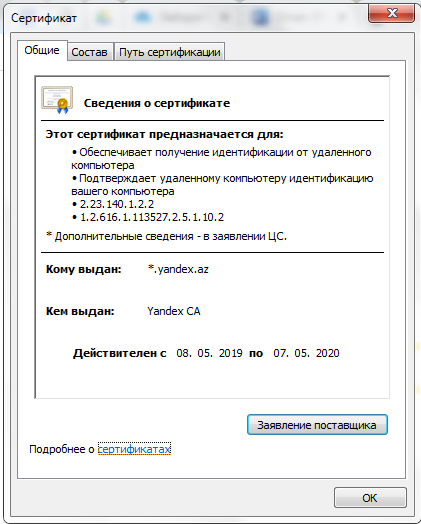 Сертификат
Общие Состав Путь сертификации
Сведения о сертификате
Этот сертификат предназначается для:
• Обеспечивает получение идентификации от удаленного
компьютера
• Подтверждает удаленному компьютеру идентификацию
вашего компьютера
• 2.23.140.1.2.2
• 1.2.616.1.113527.2.5.1.10.2
* Дополнительные сведения - в заявлении ЦС.
Кому выдан: *.yandex.az
Кем выдан: Yandex CA
Действителен с 08. 05. 2019 по 07. 05. 2020
Заявление поставщика
Подробнее о сертификатах
ОК